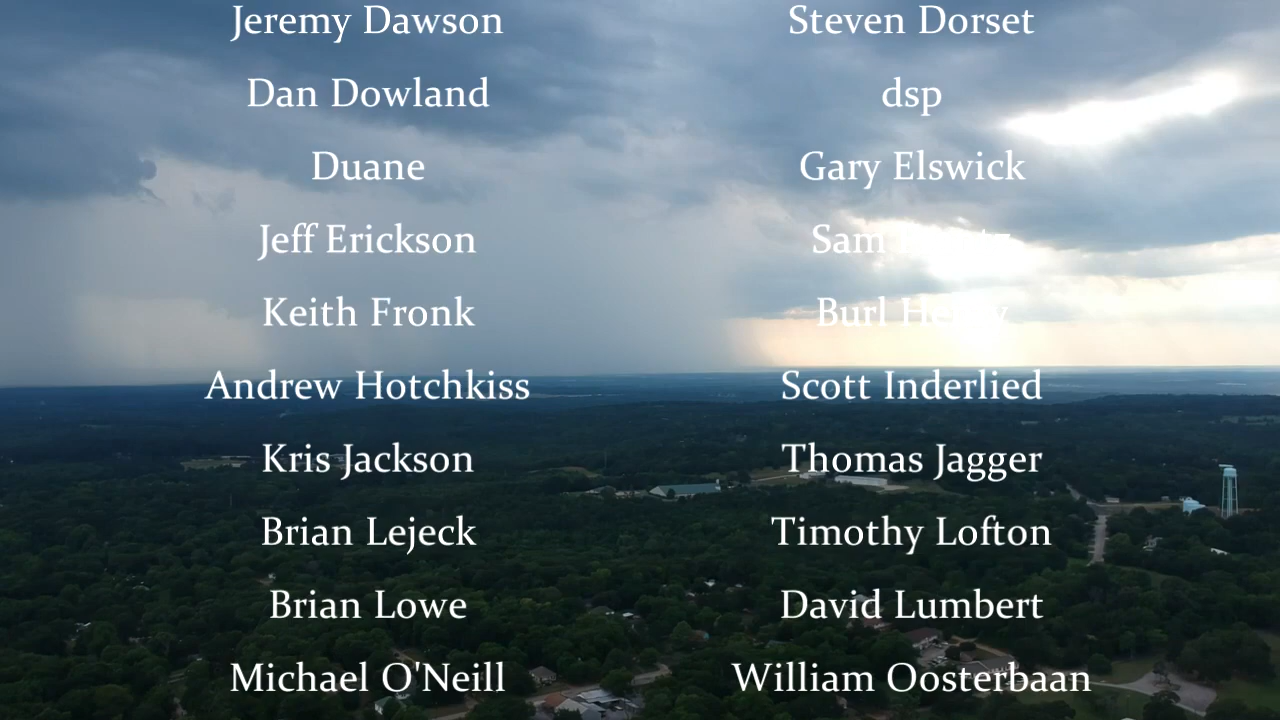 Jeremy Dawson
Steven Dorset
Dan Dowland
dsp
Duane
Gary Elswick
Jeff Erickson
Sam
Keith Fronk
Burl
Andrew Hotchkiss
Scott Inderlied
Kris Jackson
Thomas Jagger
Brian Lejeck
Timothy Lofton
Brian Lowe
David Lumbert
Michael O'Neill
William Oosterbaan